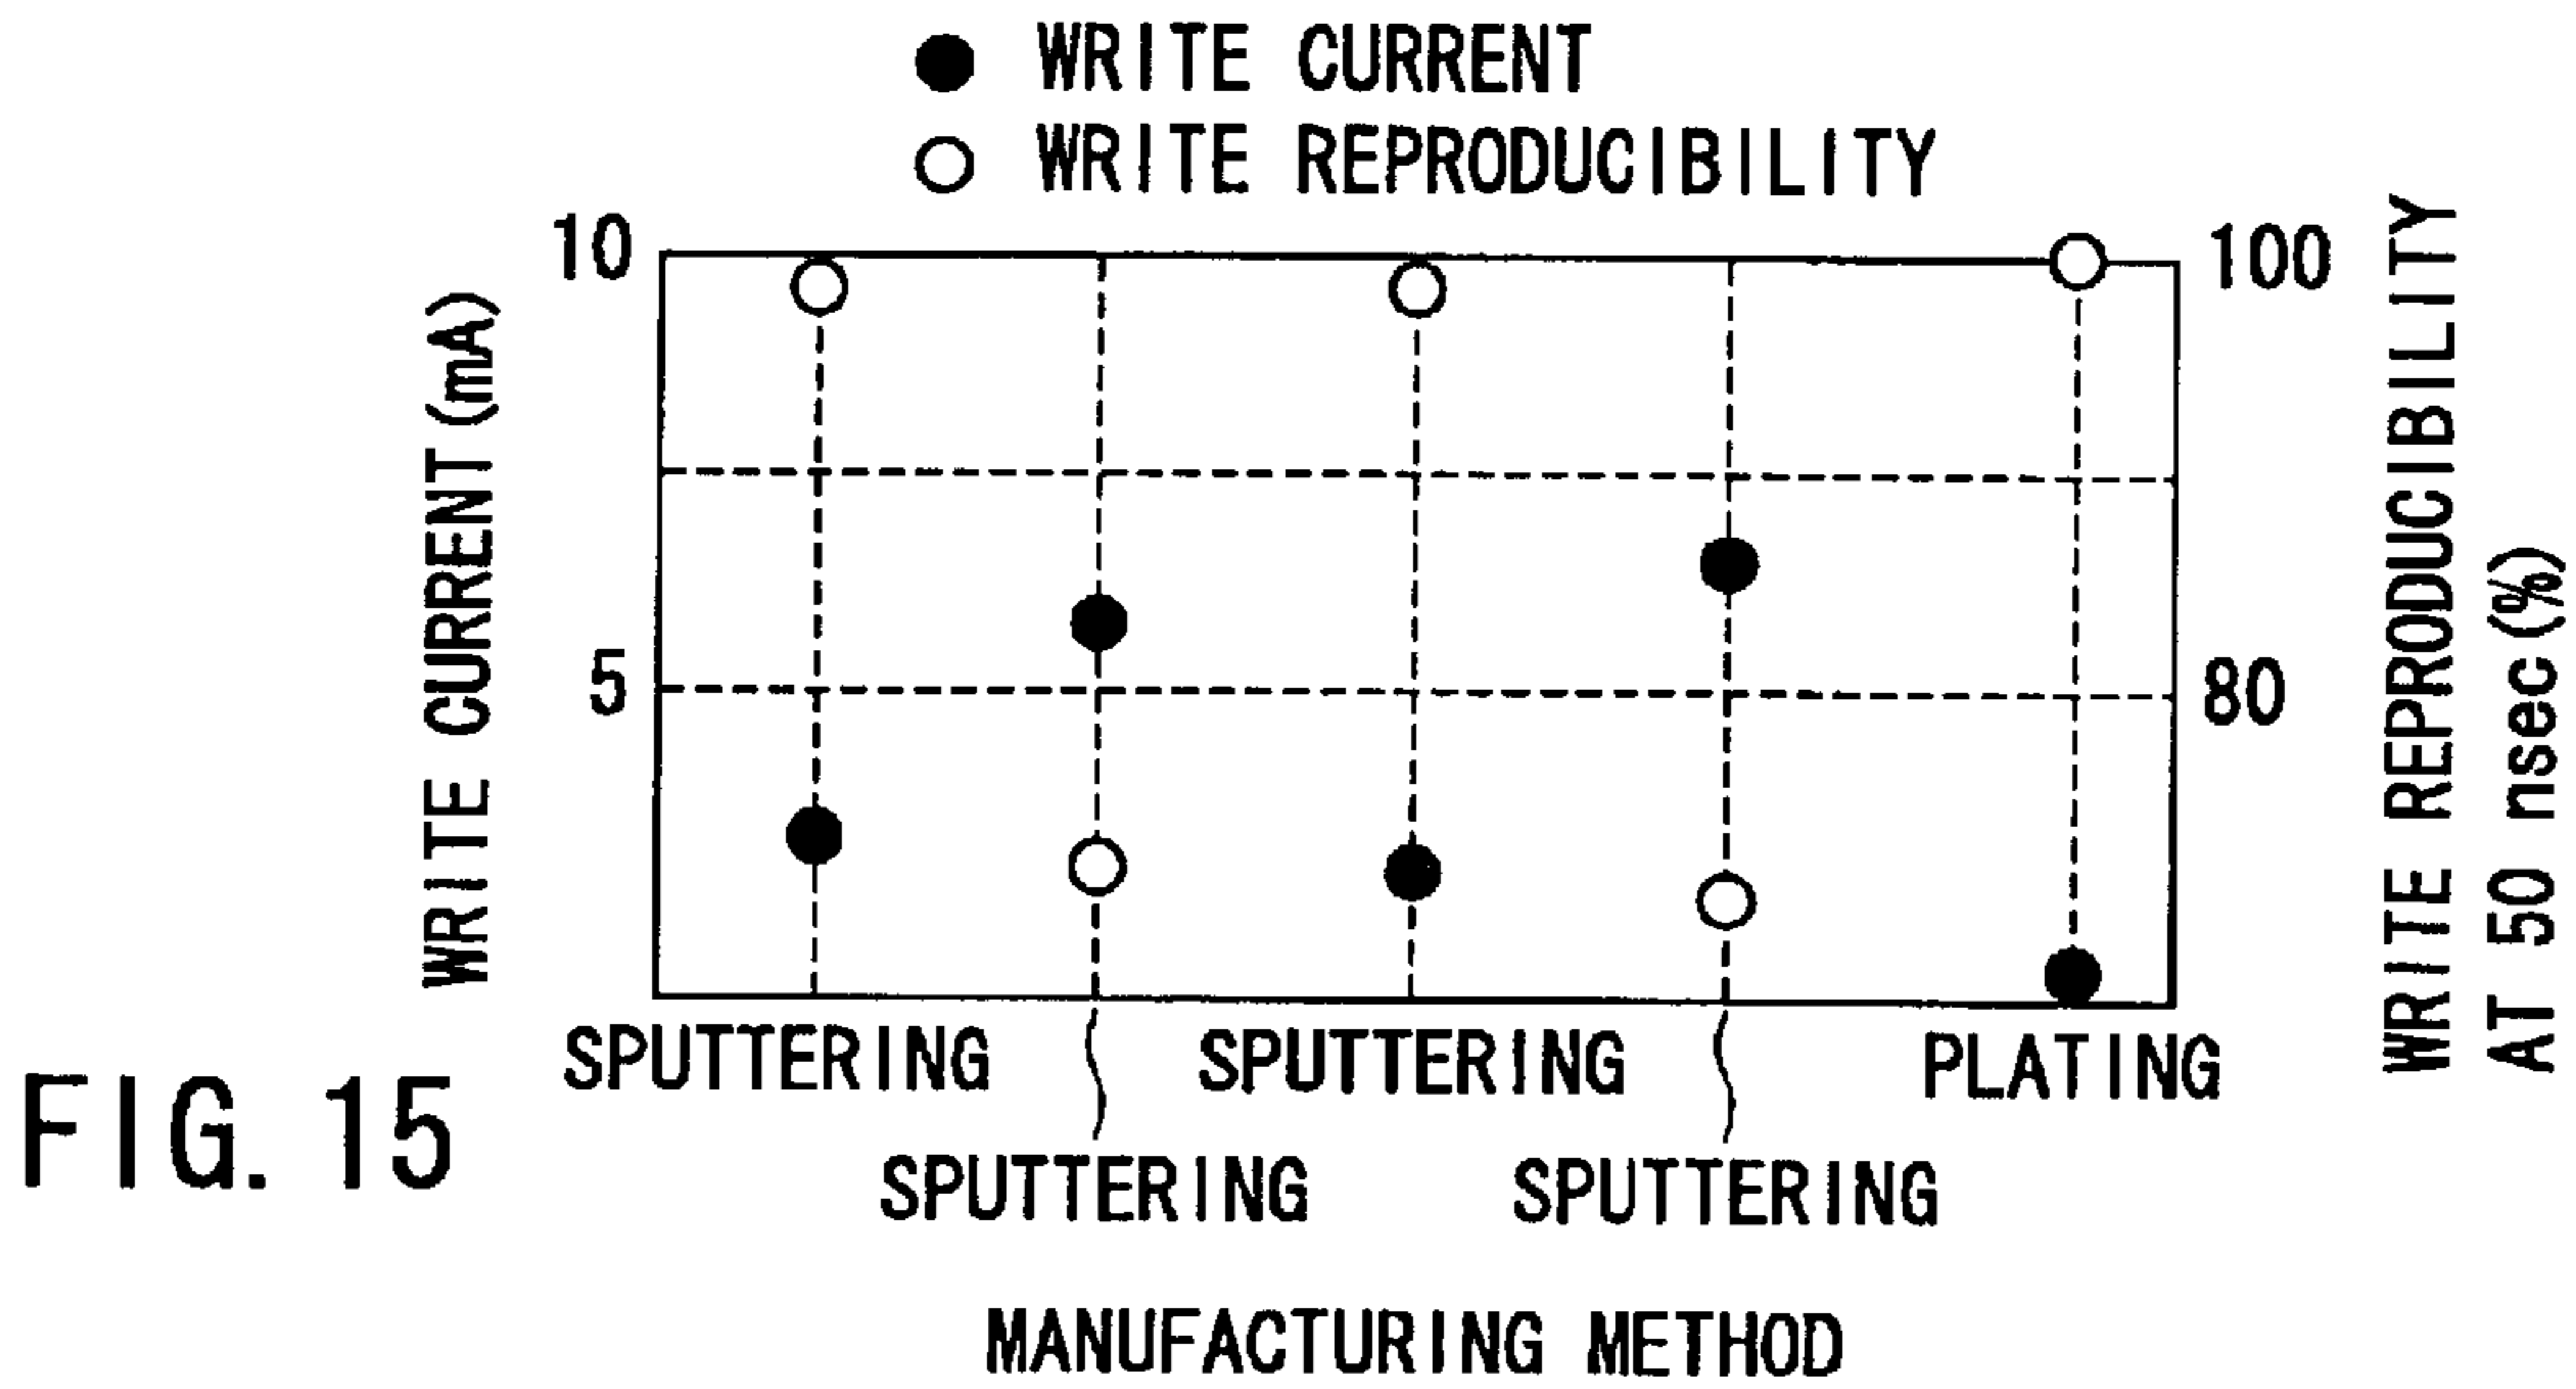 WRITE CURRENT
WRITE REPRODUCIBILITY
10
100
5
80
WRITE CURRENT (mA)
WRITE REPRODUCIBILITY
AT 50 nsec (%)
SPUTTERING
SPUTTERING
PLATING
SPUTTERING
SPUTTERING
MANUFACTURING METHOD
FIG. 15